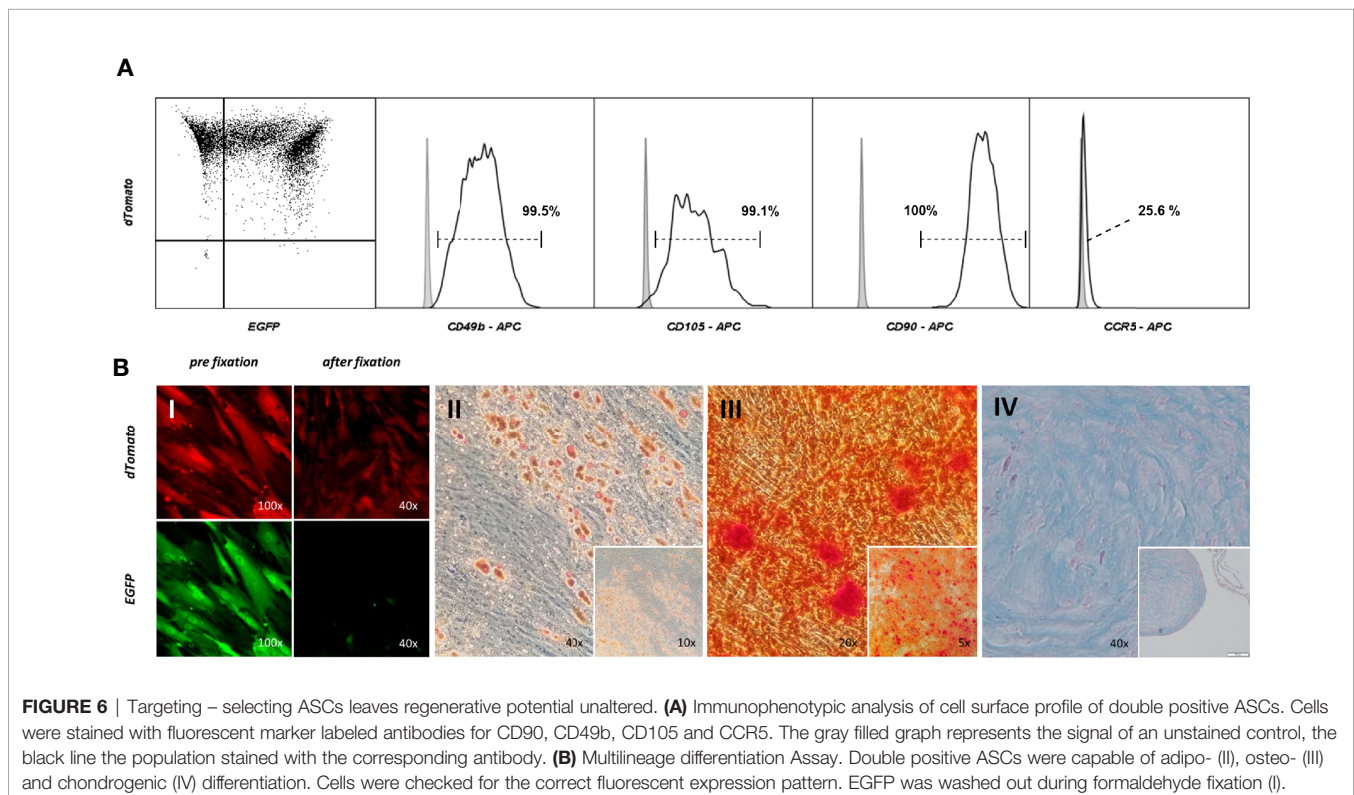 A
dTomato
99.5%
99.1%
100%
25.6 %
EGFP CD49b - APC CD105 - APC CD90 - APC CCR5 - APC
B
pre fixation after fixation
dTomato
EGFP
I II III IV
100x 40x
100x 40x 40x 10x 20x 5x 40x
FIGURE 6 | Targeting – selecting ASCs leaves regenerative potential unaltered. (A) Immunophenotypic analysis of cell surface profile of double positive ASCs. Cells
were stained with fluorescent marker labeled antibodies for CD90, CD49b, CD105 and CCR5. The gray filled graph represents the signal of an unstained control, the
black line the population stained with the corresponding antibody. (B) Multilineage differentiation Assay. Double positive ASCs were capable of adipo- (II), osteo- (III)
and chondrogenic (IV) differentiation. Cells were checked for the correct fluorescent expression pattern. EGFP was washed out during formaldehyde fixation (I).